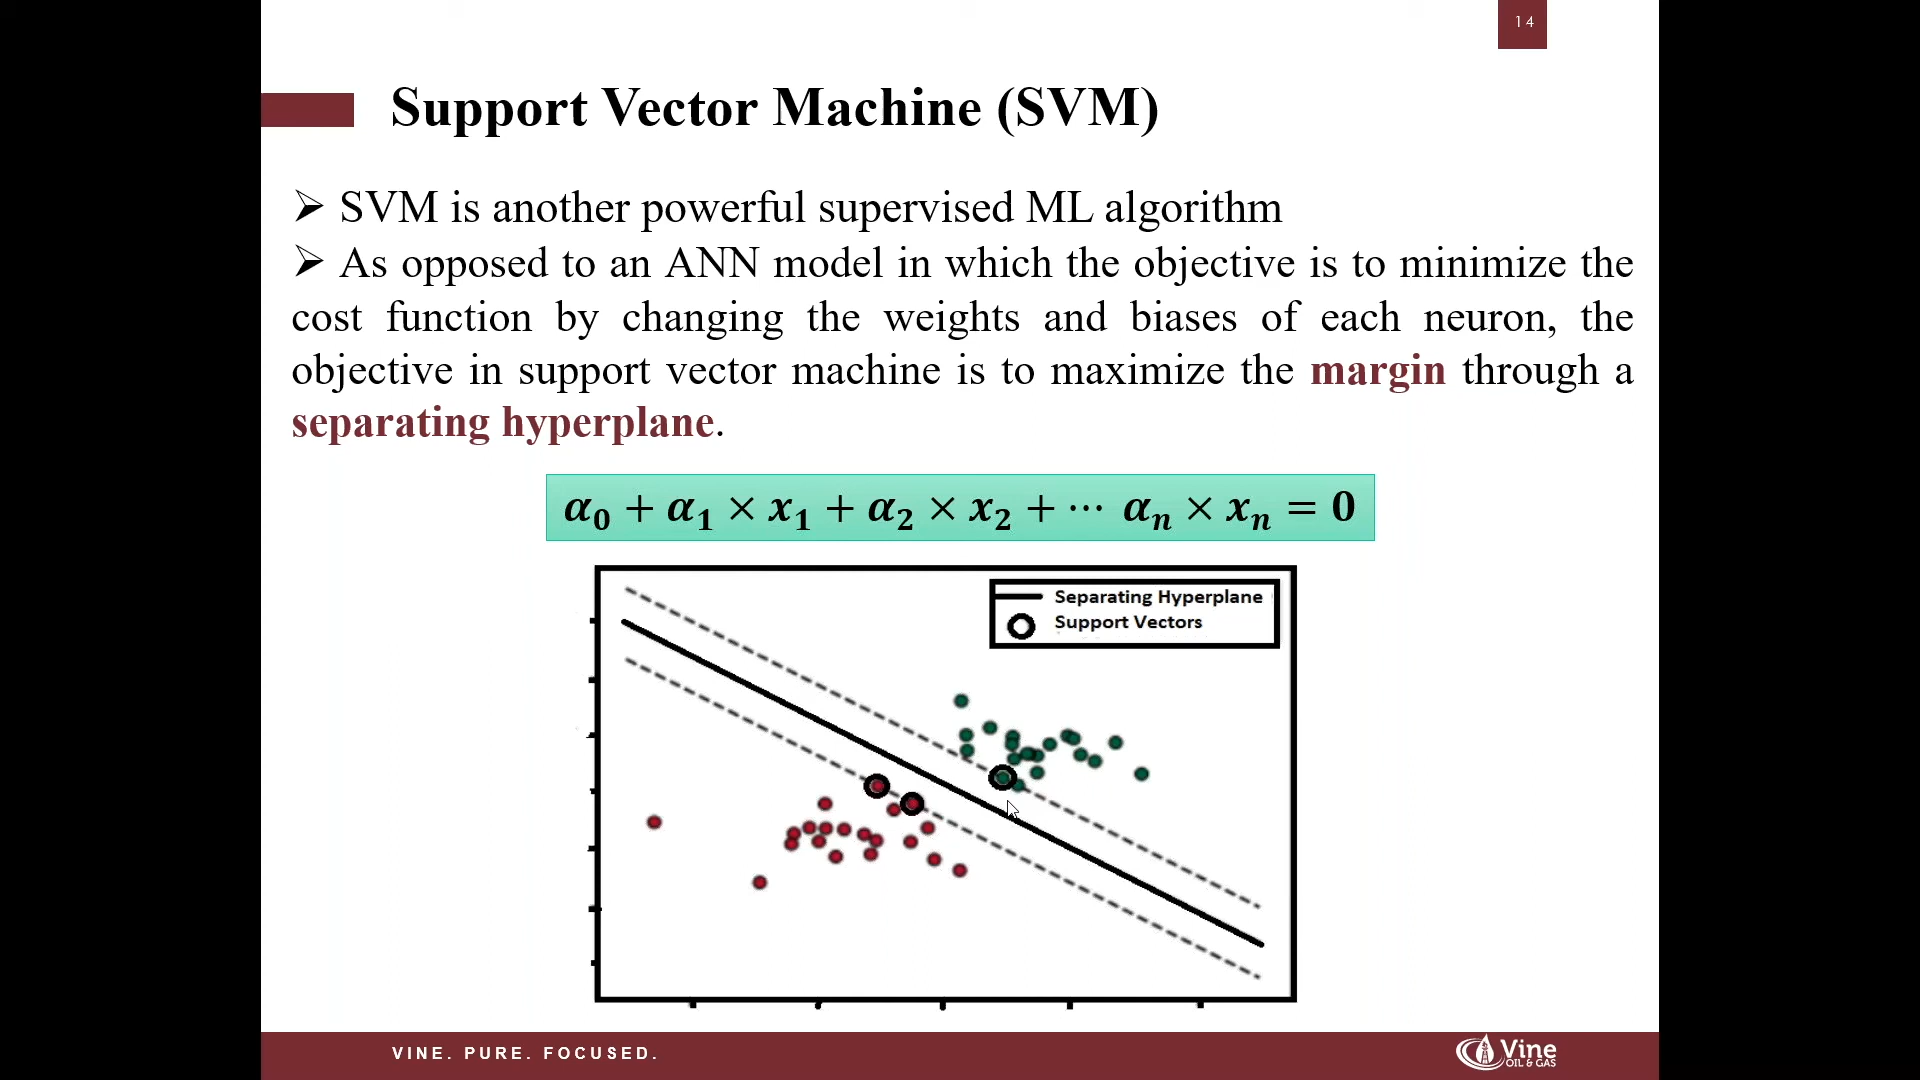 14
Support Vector Machine (SVM)
➢ SVM is another powerful supervised ML algorithm
➢ As opposed to an ANN model in which the objective is to minimize the
cost function by changing the weights and biases of each neuron, the
objective in support vector machine is to maximize the margin through a
separating hyperplane.
α₀ + α₁ × x₁ + α₂ × x₂ + ⋯ αₙ × xₙ = 0
Separating Hyperplane
Support Vectors
VINE. PURE. FOCUSED.
Vine
OIL & GAS